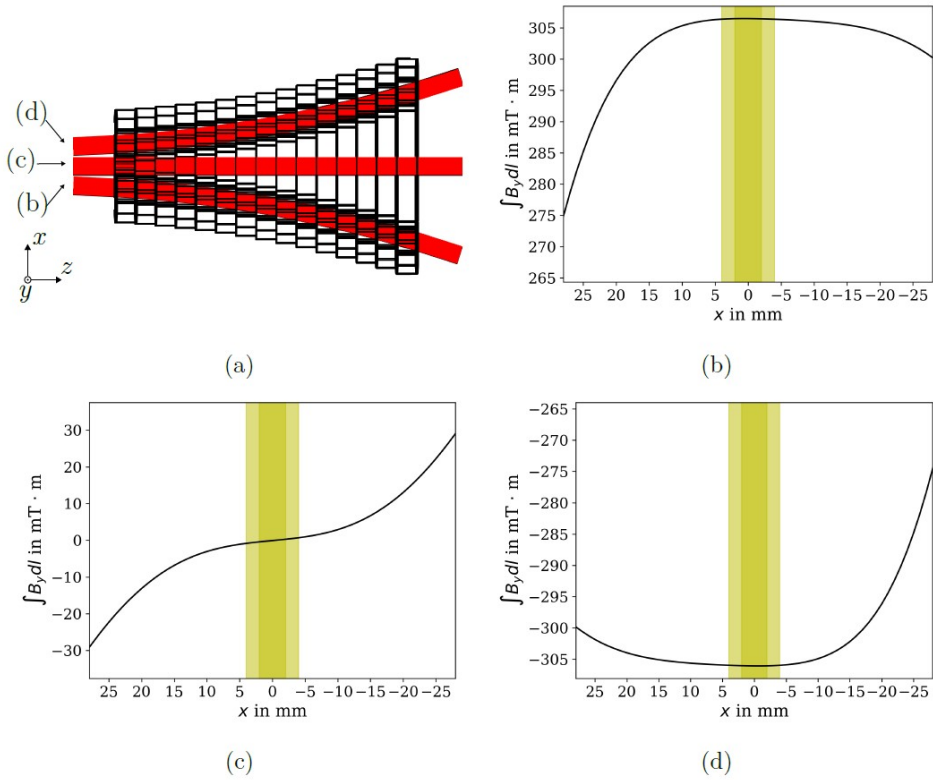 (d)
(c)
(b)
x
z
y
(a)
305
300
295
290
285
280
275
270
265
∫B_y dl in mT · m
25 20 15 10 5 0 −5 −10 −15 −20 −25
x in mm
(b)
30
20
10
0
−10
−20
−30
∫B_y dl in mT · m
25 20 15 10 5 0 −5 −10 −15 −20 −25
x in mm
(c)
−265
−270
−275
−280
−285
−290
−295
−300
−305
∫B_y dl in mT · m
25 20 15 10 5 0 −5 −10 −15 −20 −25
x in mm
(d)